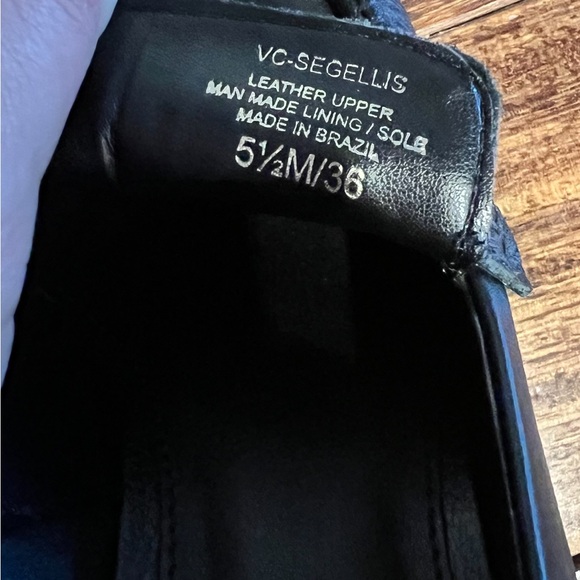 VC-SEGELLIS
LEATHER UPPER
MAN MADE LINING / SOLE
MADE IN BRAZIL
5½M/36